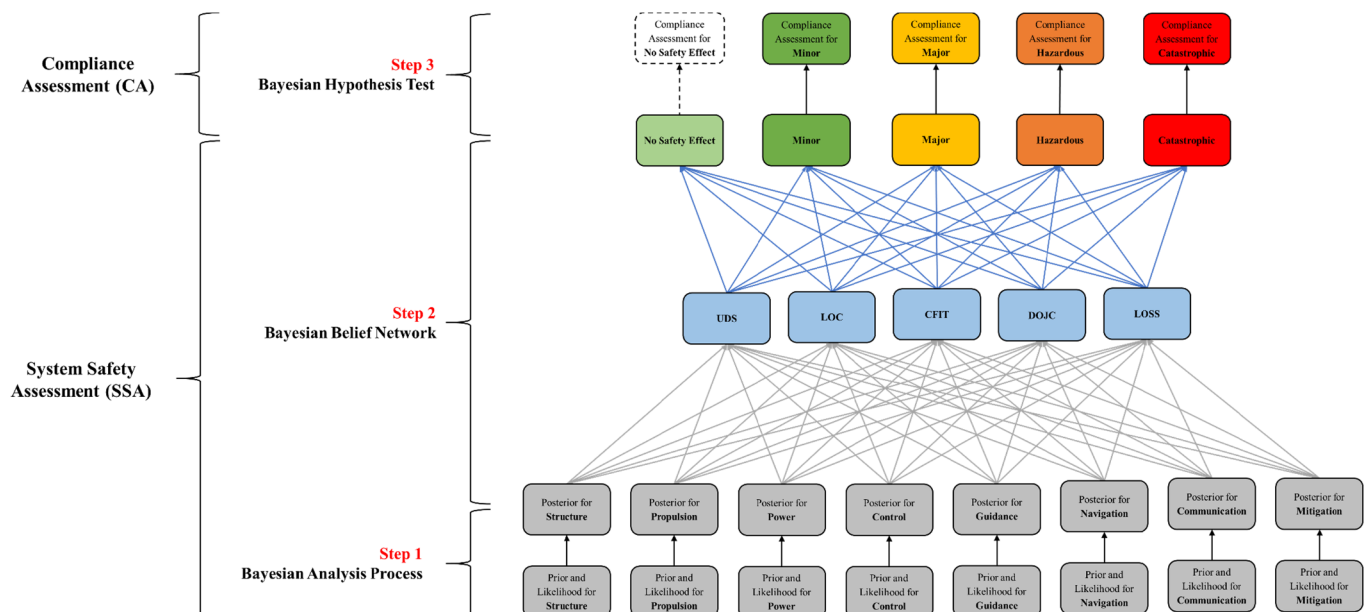 Compliance
Assessment (CA)
Step 3
Bayesian Hypothesis Test
Compliance
Assessment for
No Safety Effect
Compliance
Assessment for
Minor
Compliance
Assessment for
Major
Compliance
Assessment for
Hazardous
Compliance
Assessment for
Catastrophic
No Safety Effect
Minor
Major
Hazardous
Catastrophic
System Safety
Assessment (SSA)
Step 2
Bayesian Belief Network
UDS
LOC
CFIT
DOJC
LOSS
Step 1
Bayesian Analysis Process
Posterior for
Structure
Posterior for
Propulsion
Posterior for
Power
Posterior for
Control
Posterior for
Guidance
Posterior for
Navigation
Posterior for
Communication
Posterior for
Mitigation
Prior and
Likelihood for
Structure
Prior and
Likelihood for
Propulsion
Prior and
Likelihood for
Power
Prior and
Likelihood for
Control
Prior and
Likelihood for
Guidance
Prior and
Likelihood for
Navigation
Prior and
Likelihood for
Communication
Prior and
Likelihood for
Mitigation